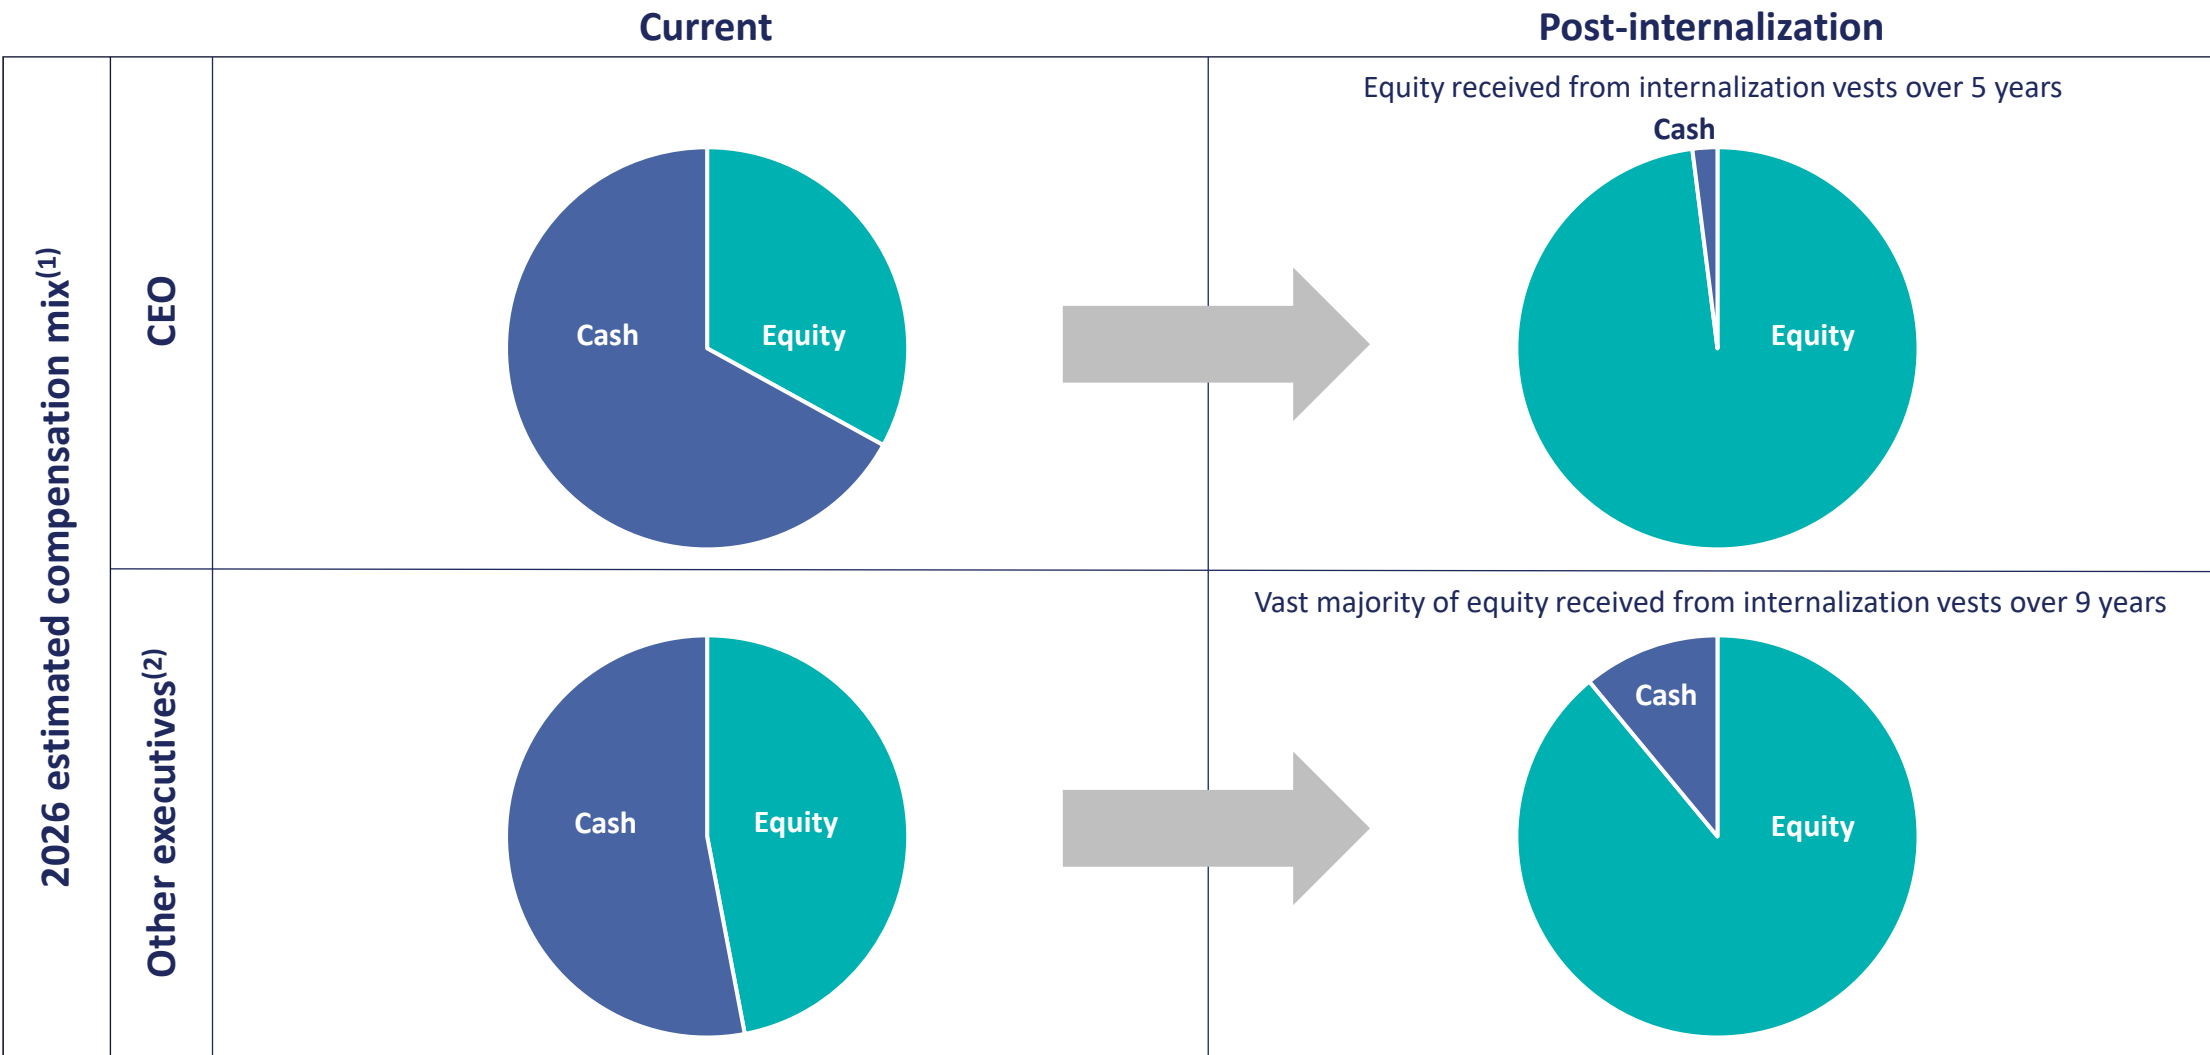 Current
Post-internalization
2026 estimated compensation mix(1)
CEO
Cash
Equity
Equity received from internalization vests over 5 years
Cash
Equity
Other executives(2)
Cash
Equity
Vast majority of equity received from internalization vests over 9 years
Cash
Equity